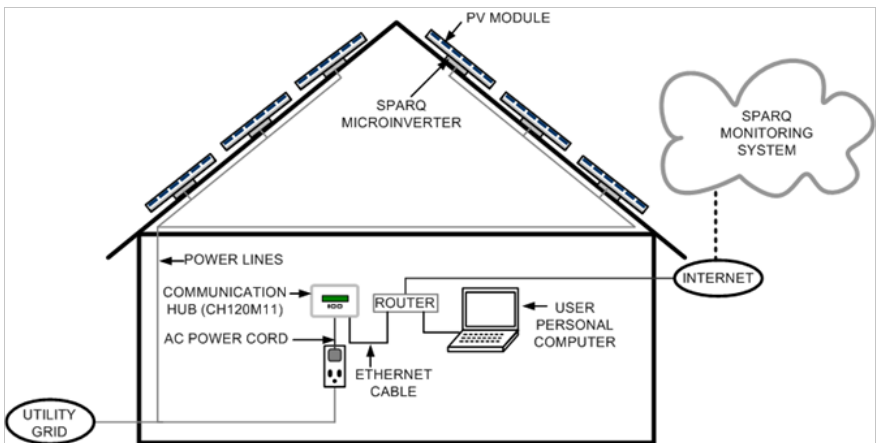 PV MODULE
SPARQ
MICROINVERTER
SPARQ
MONITORING
SYSTEM
POWER LINES
INTERNET
COMMUNICATION
HUB (CH120M11)
ROUTER
USER
PERSONAL
COMPUTER
AC POWER CORD
ETHERNET
CABLE
UTILITY
GRID